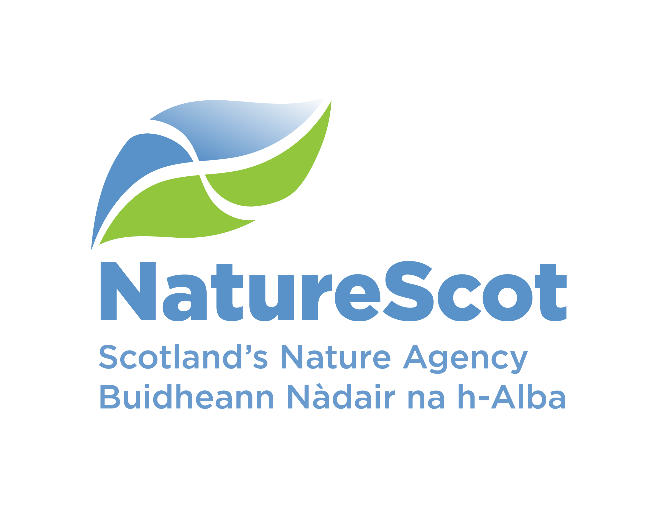 NatureScot
Scotland’s Nature Agency
Buidheann Nàdair na h-Alba